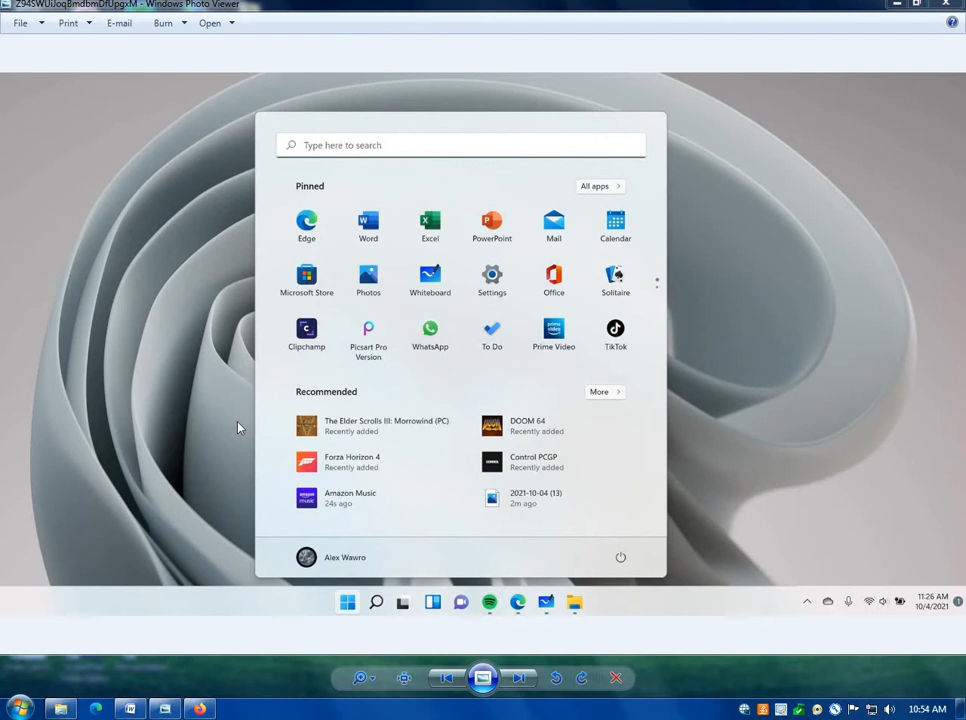 Z94SWUiJoqBmdbmDfUpgxM - Windows Photo Viewer
File Print E-mail Burn Open
Type here to search
Pinned All apps
Edge Word Excel PowerPoint Mail Calendar
Microsoft Store Photos Whiteboard Settings Office Solitaire
Clipchamp Picsart Pro Version WhatsApp To Do Prime Video TikTok
Recommended More
The Elder Scrolls III: Morrowind (PC)
Recently added
DOOM 64
Recently added
Forza Horizon 4
Recently added
Control PCGP
Recently added
Amazon Music
24s ago
2021-10-04 (13)
2m ago
Alex Wawro
11:26 AM
10/4/2021
10:54 AM